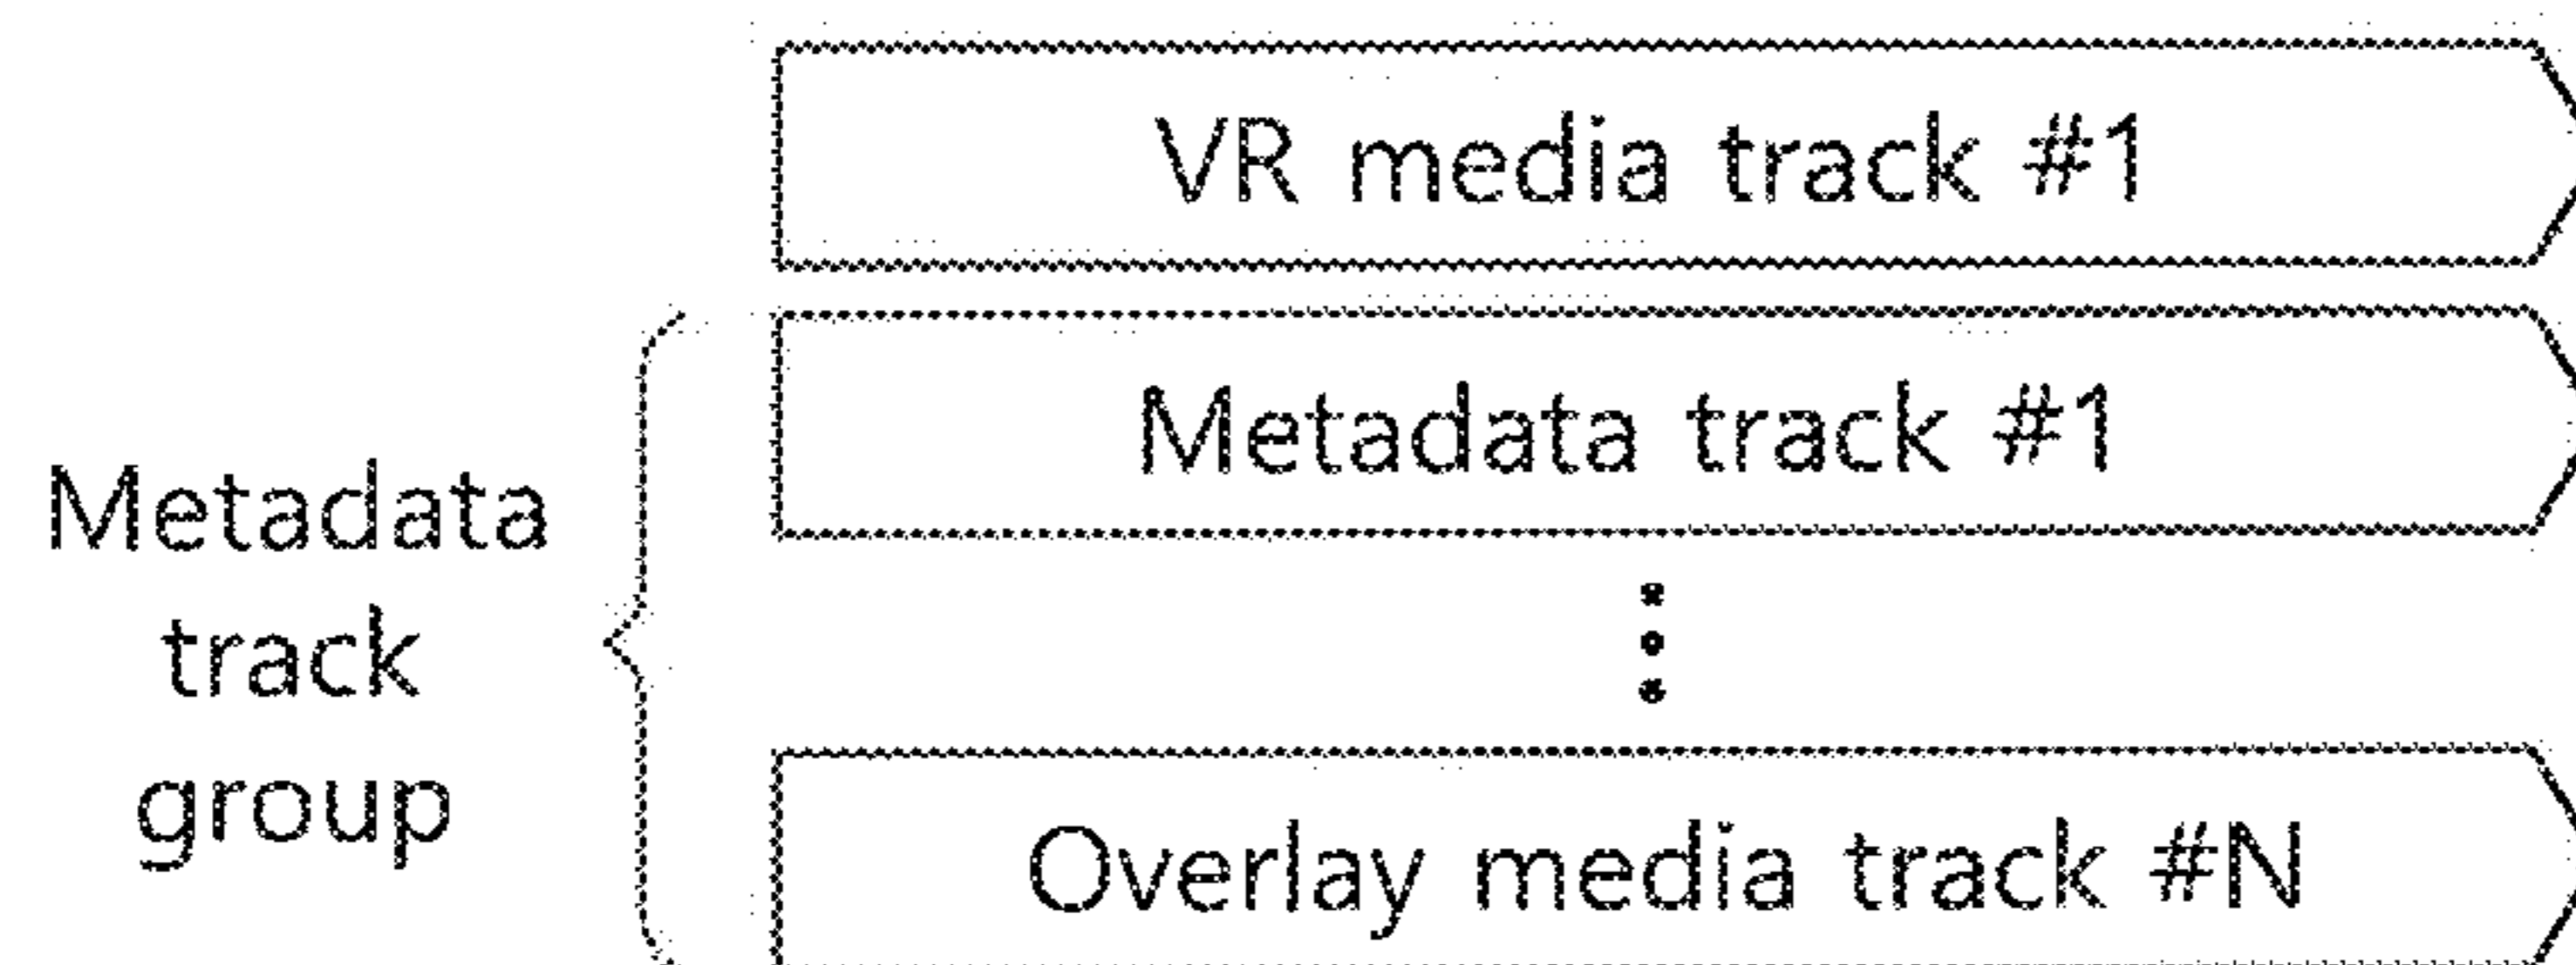 VR media track #1
Metadata track #1
Metadata
track
group
Overlay media track #N